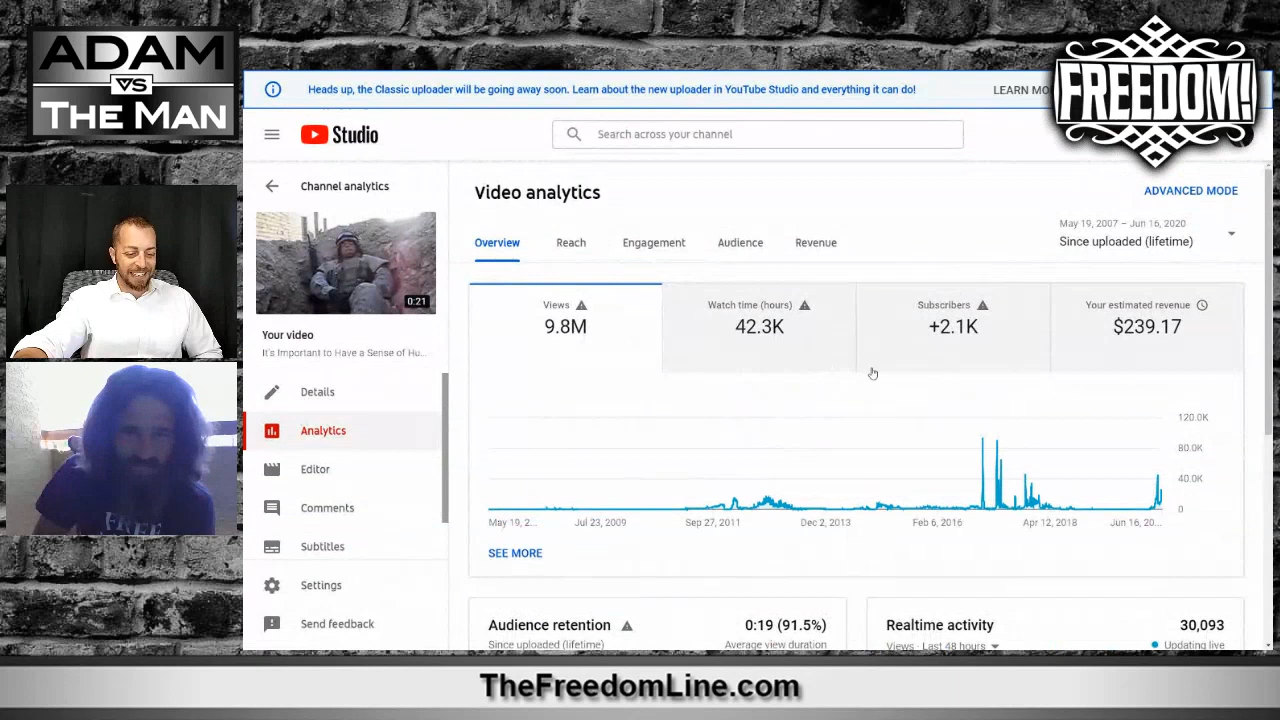 ADAM
VS
THE MAN
FREEDOM!
Heads up, the Classic uploader will be going away soon. Learn about the new uploader in YouTube Studio and everything it can do!
LEARN MO
Studio
Search across your channel
Channel analytics
0:21
Your video
It's Important to Have a Sense of Hu...
Details
Analytics
Editor
Comments
Subtitles
Settings
Send feedback
Video analytics
ADVANCED MODE
May 19, 2007 – Jun 16, 2020
Since uploaded (lifetime)
Overview
Reach
Engagement
Audience
Revenue
Views
9.8M
Watch time (hours)
42.3K
Subscribers
+2.1K
Your estimated revenue
$239.17
120.0K
80.0K
40.0K
0
May 19, 2...
Jul 23, 2009
Sep 27, 2011
Dec 2, 2013
Feb 6, 2016
Apr 12, 2018
Jun 16, 20...
SEE MORE
Audience retention
0:19 (91.5%)
Since uploaded (lifetime)
Average view duration
Realtime activity
30,093
Views · Last 48 hours
Updating live
FREE
TheFreedomLine.com